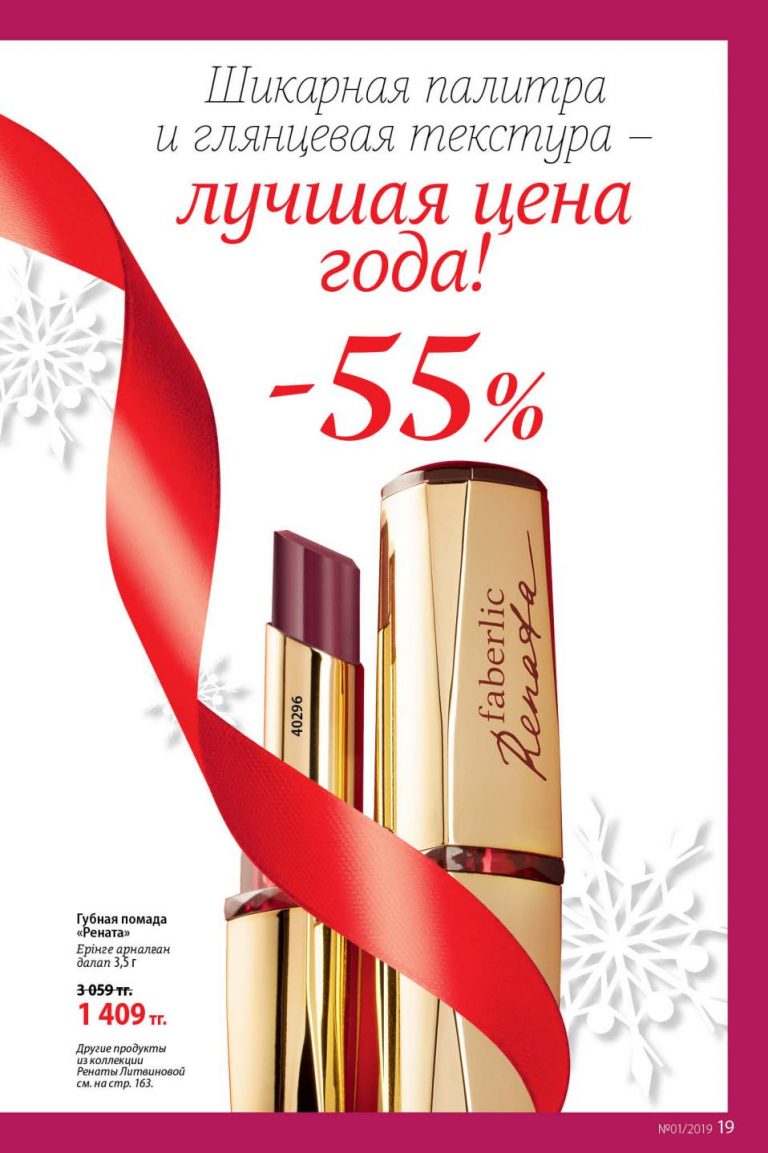 Шикарная палитра
и глянцевая текстура –
лучшая цена
года!
-55%
faberlic
Renata
40296
Губная помада
«Рената»
Ерінге арналған
далап 3,5 г
3 059 тг.
1 409 тг.
Другие продукты
из коллекции
Ренаты Литвиновой
см. на стр. 163.
№01/2019 19